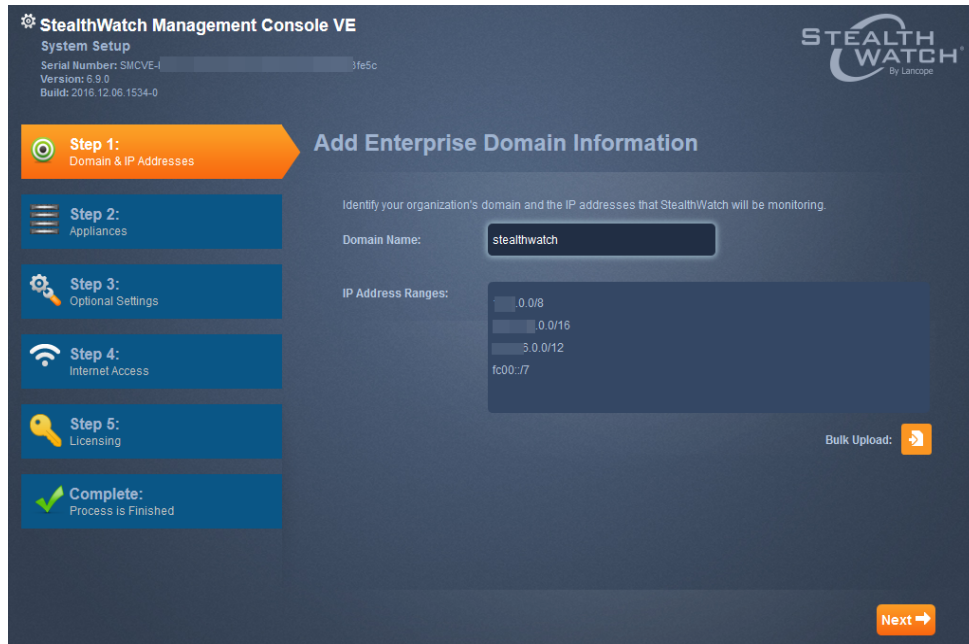 StealthWatch Management Console VE
System Setup
Serial Number: SMCVE- 3fe5c
Version: 6.9.0
Build: 2016.12.06.1534-0
STEALTH
WATCH
By Lancope
Step 1:
Domain & IP Addresses
Step 2:
Appliances
Step 3:
Optional Settings
Step 4:
Internet Access
Step 5:
Licensing
Complete:
Process is Finished
Add Enterprise Domain Information
Identify your organization's domain and the IP addresses that StealthWatch will be monitoring.
Domain Name: stealthwatch
IP Address Ranges:
.0.0/8
.0.0/16
6.0.0/12
fc00::/7
Bulk Upload:
Next